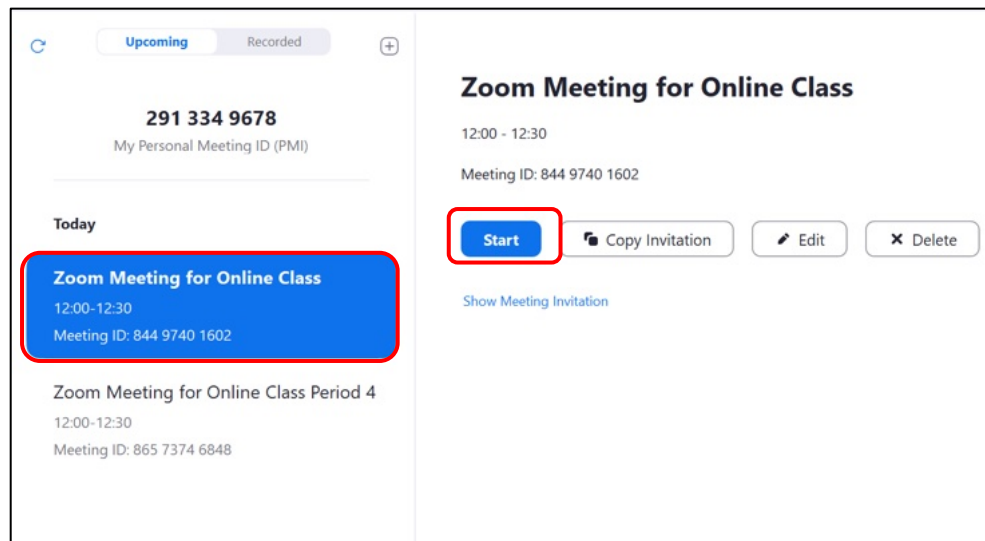 Upcoming Recorded
291 334 9678
My Personal Meeting ID (PMI)
Today
Zoom Meeting for Online Class
12:00-12:30
Meeting ID: 844 9740 1602
Zoom Meeting for Online Class Period 4
12:00-12:30
Meeting ID: 865 7374 6848
Zoom Meeting for Online Class
12:00 - 12:30
Meeting ID: 844 9740 1602
Start Copy Invitation Edit Delete
Show Meeting Invitation